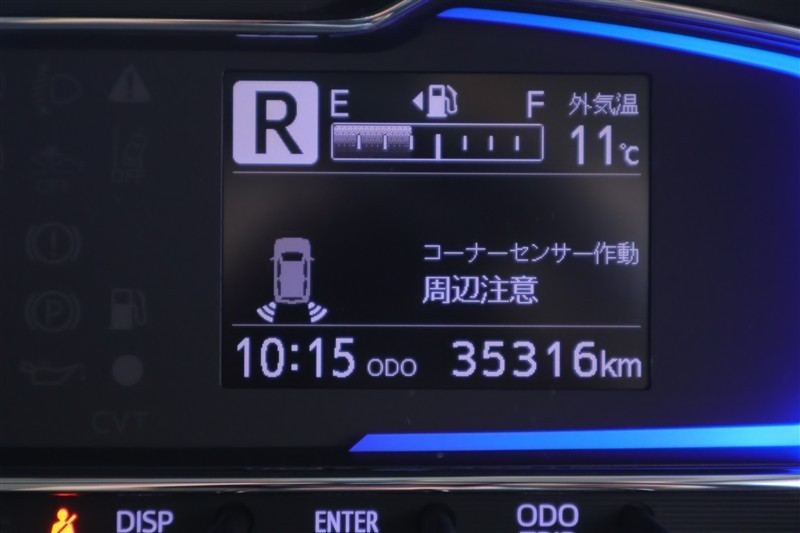 R E F 外気温
11℃
コーナーセンサー作動
周辺注意
10:15 ODO 35316km
CVT
DISP ENTER ODO